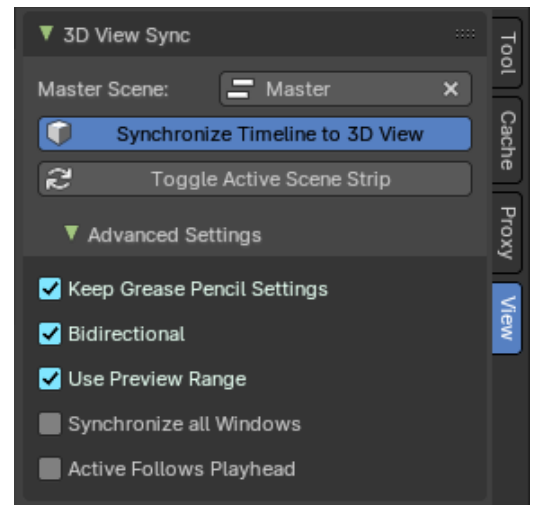 3D View Sync
Master Scene: Master
Synchronize Timeline to 3D View
Toggle Active Scene Strip
Advanced Settings
Keep Grease Pencil Settings
Bidirectional
Use Preview Range
Synchronize all Windows
Active Follows Playhead
Tool
Cache
Proxy
View